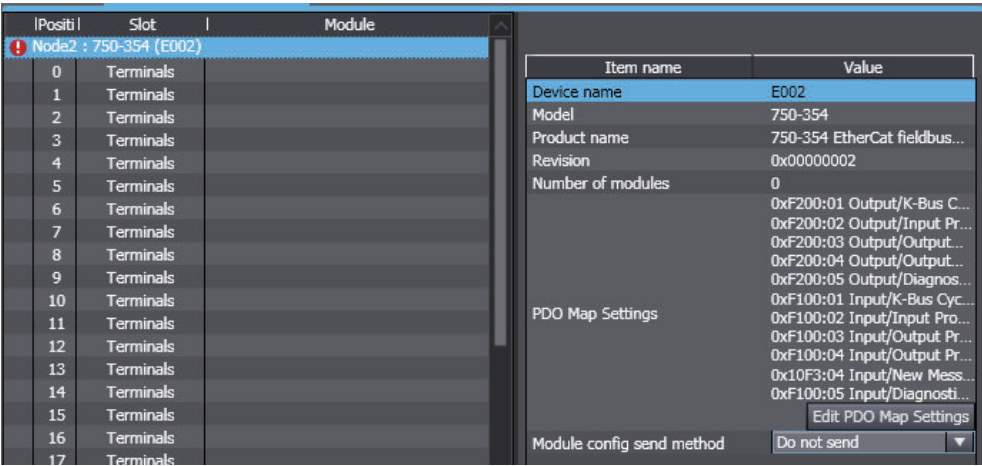 Positi Slot Module
Node2 : 750-354 (E002)
0 Terminals
1 Terminals
2 Terminals
3 Terminals
4 Terminals
5 Terminals
6 Terminals
7 Terminals
8 Terminals
9 Terminals
10 Terminals
11 Terminals
12 Terminals
13 Terminals
14 Terminals
15 Terminals
16 Terminals
17 Terminals
Item name Value
Device name E002
Model 750-354
Product name 750-354 EtherCat fieldbus...
Revision 0x00000002
Number of modules 0
PDO Map Settings
0xF200:01 Output/K-Bus C...
0xF200:02 Output/Input Pr...
0xF200:03 Output/Output...
0xF200:04 Output/Output...
0xF200:05 Output/Diagnos...
0xF100:01 Input/K-Bus Cyc...
0xF100:02 Input/Input Pro...
0xF100:03 Input/Output Pr...
0xF100:04 Input/Output Pr...
0x10F3:04 Input/New Mess...
0xF100:05 Input/Diagnosti...
Edit PDO Map Settings
Module config send method Do not send